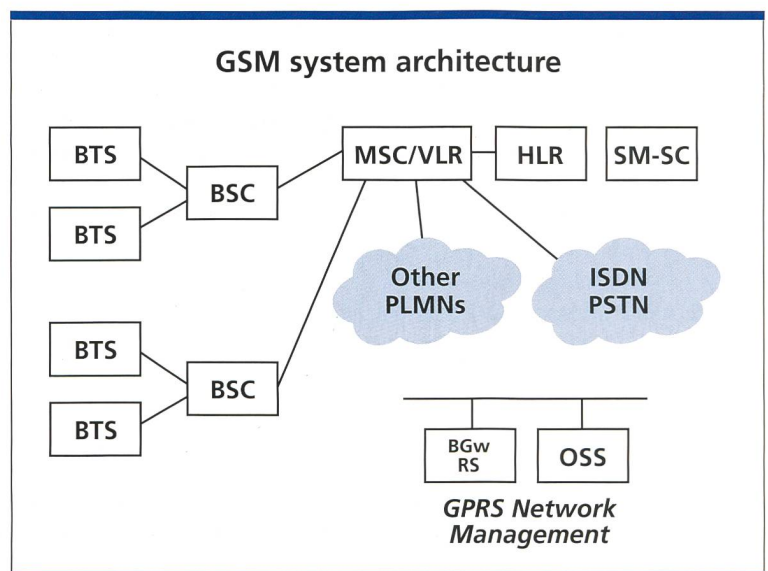 GSM system architecture
BTS
BTS
BSC
MSC/VLR
HLR
SM-SC
Other
PLMNs
ISDN
PSTN
BTS
BTS
BSC
BGw
RS
OSS
GPRS Network
Management